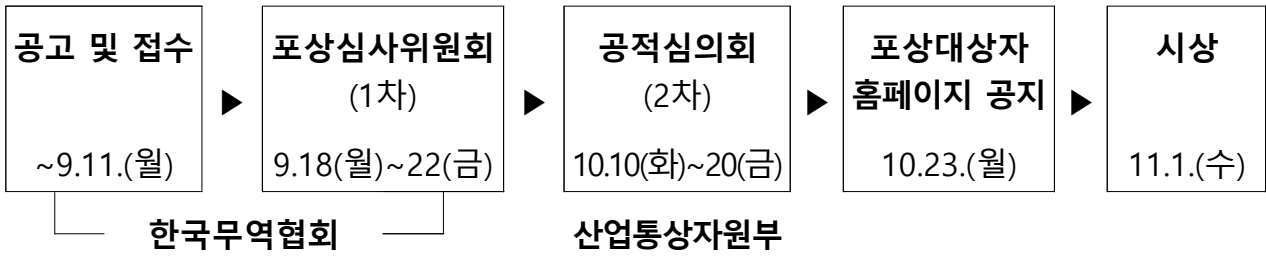 공고 및 접수
~9.11.(월)
▶
포상심사위원회
(1차)
9.18(월)~22(금)
▶
공적심의회
(2차)
10.10(화)~20(금)
▶
포상대상자
홈페이지 공지
10.23.(월)
▶
시상
11.1.(수)
한국무역협회
산업통상자원부